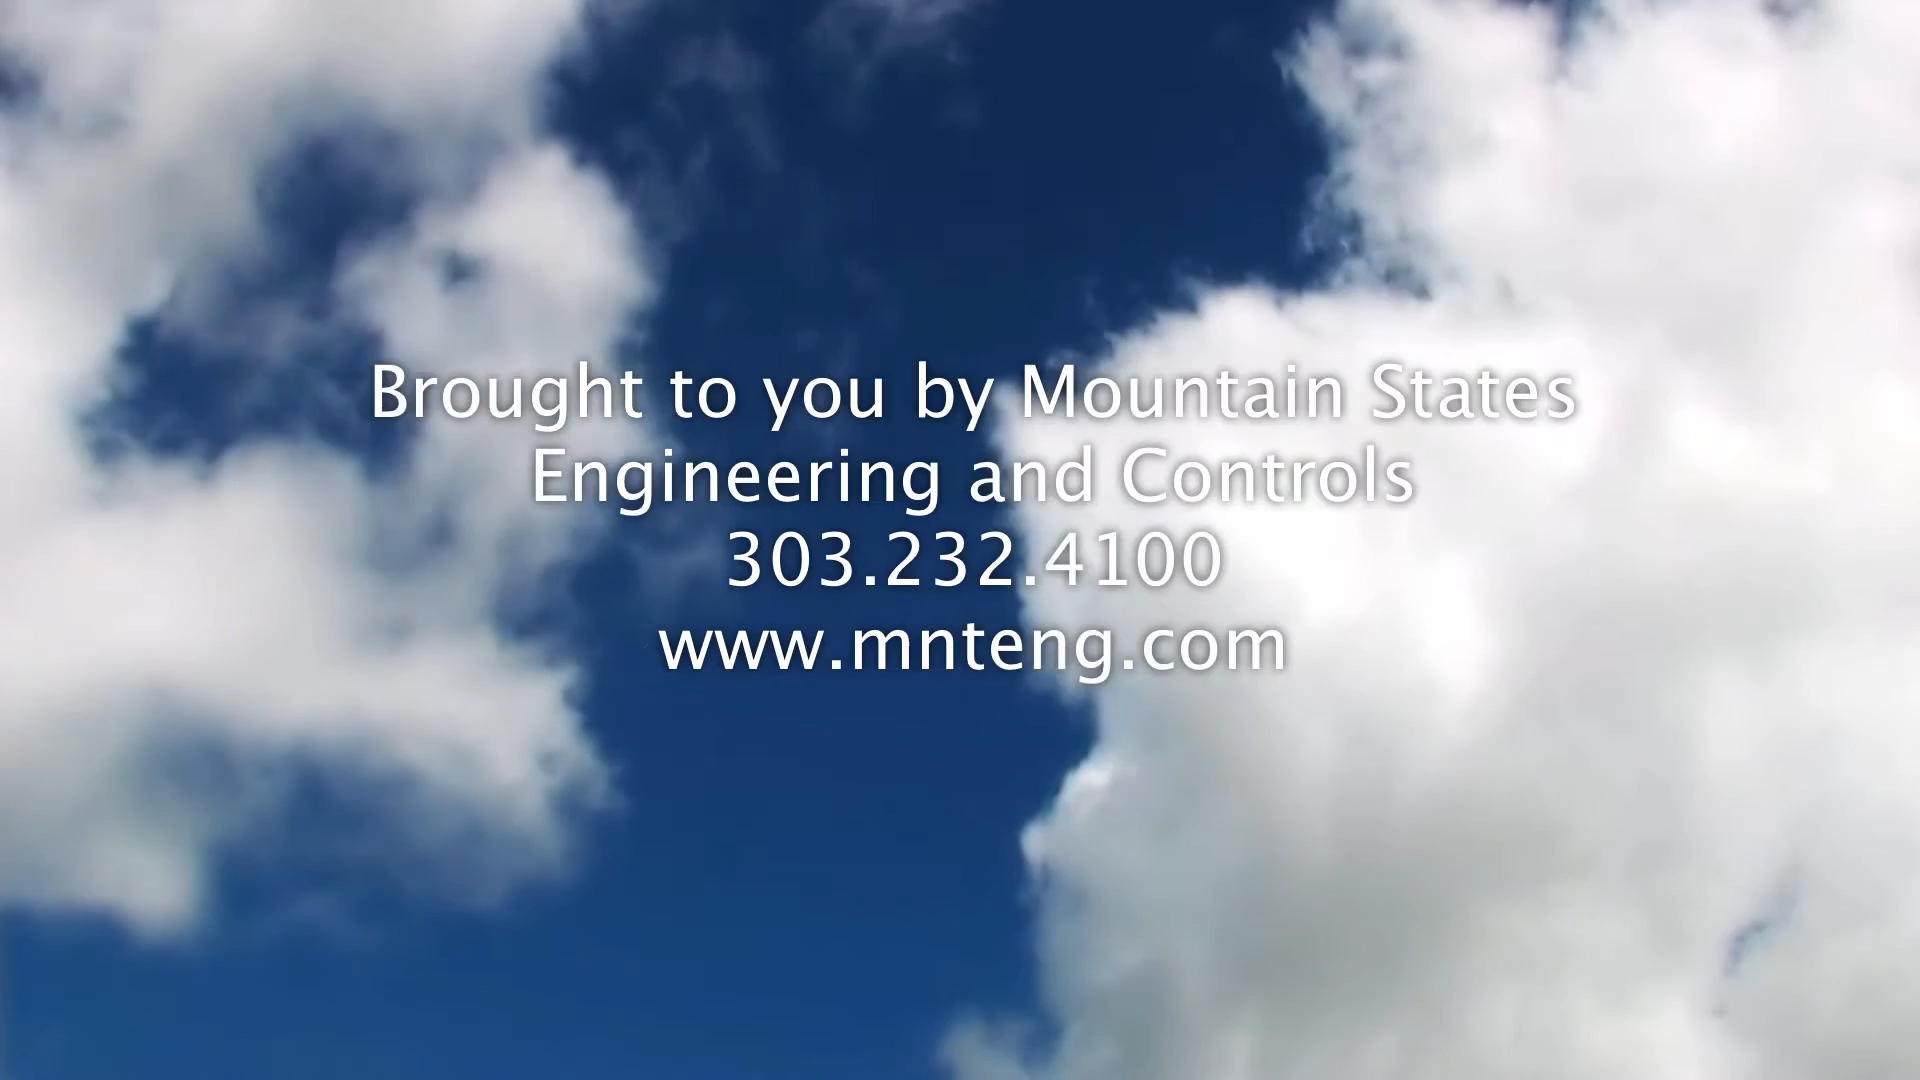 Brought to you by Mountain States
Engineering and Controls
303.232.4100
www.mnteng.com